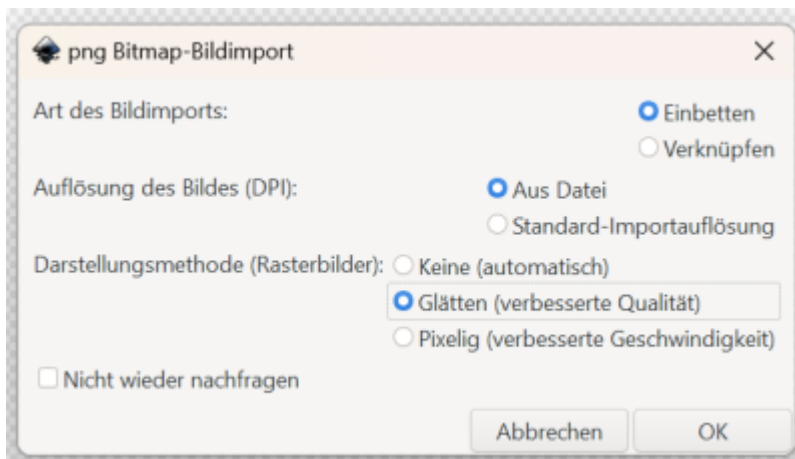 png Bitmap-Bildimport
Art des Bildimports:
Einbetten
Verknüpfen
Auflösung des Bildes (DPI):
Aus Datei
Standard-Importauflösung
Darstellungsmethode (Rasterbilder):
Keine (automatisch)
Glätten (verbesserte Qualität)
Pixelig (verbesserte Geschwindigkeit)
Nicht wieder nachfragen
Abbrechen
OK